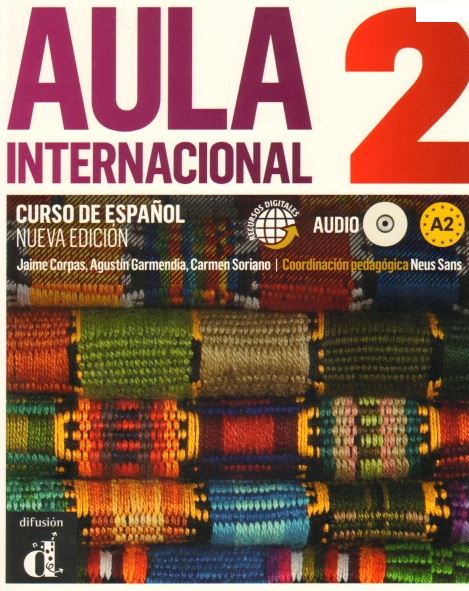 AULA 2
INTERNACIONAL
CURSO DE ESPAÑOL
NUEVA EDICIÓN
RECURSOS DIGITALES
AUDIO
A2
Jaime Corpas, Agustín Garmendia, Carmen Soriano | Coordinación pedagógica Neus Sans
difusión
d